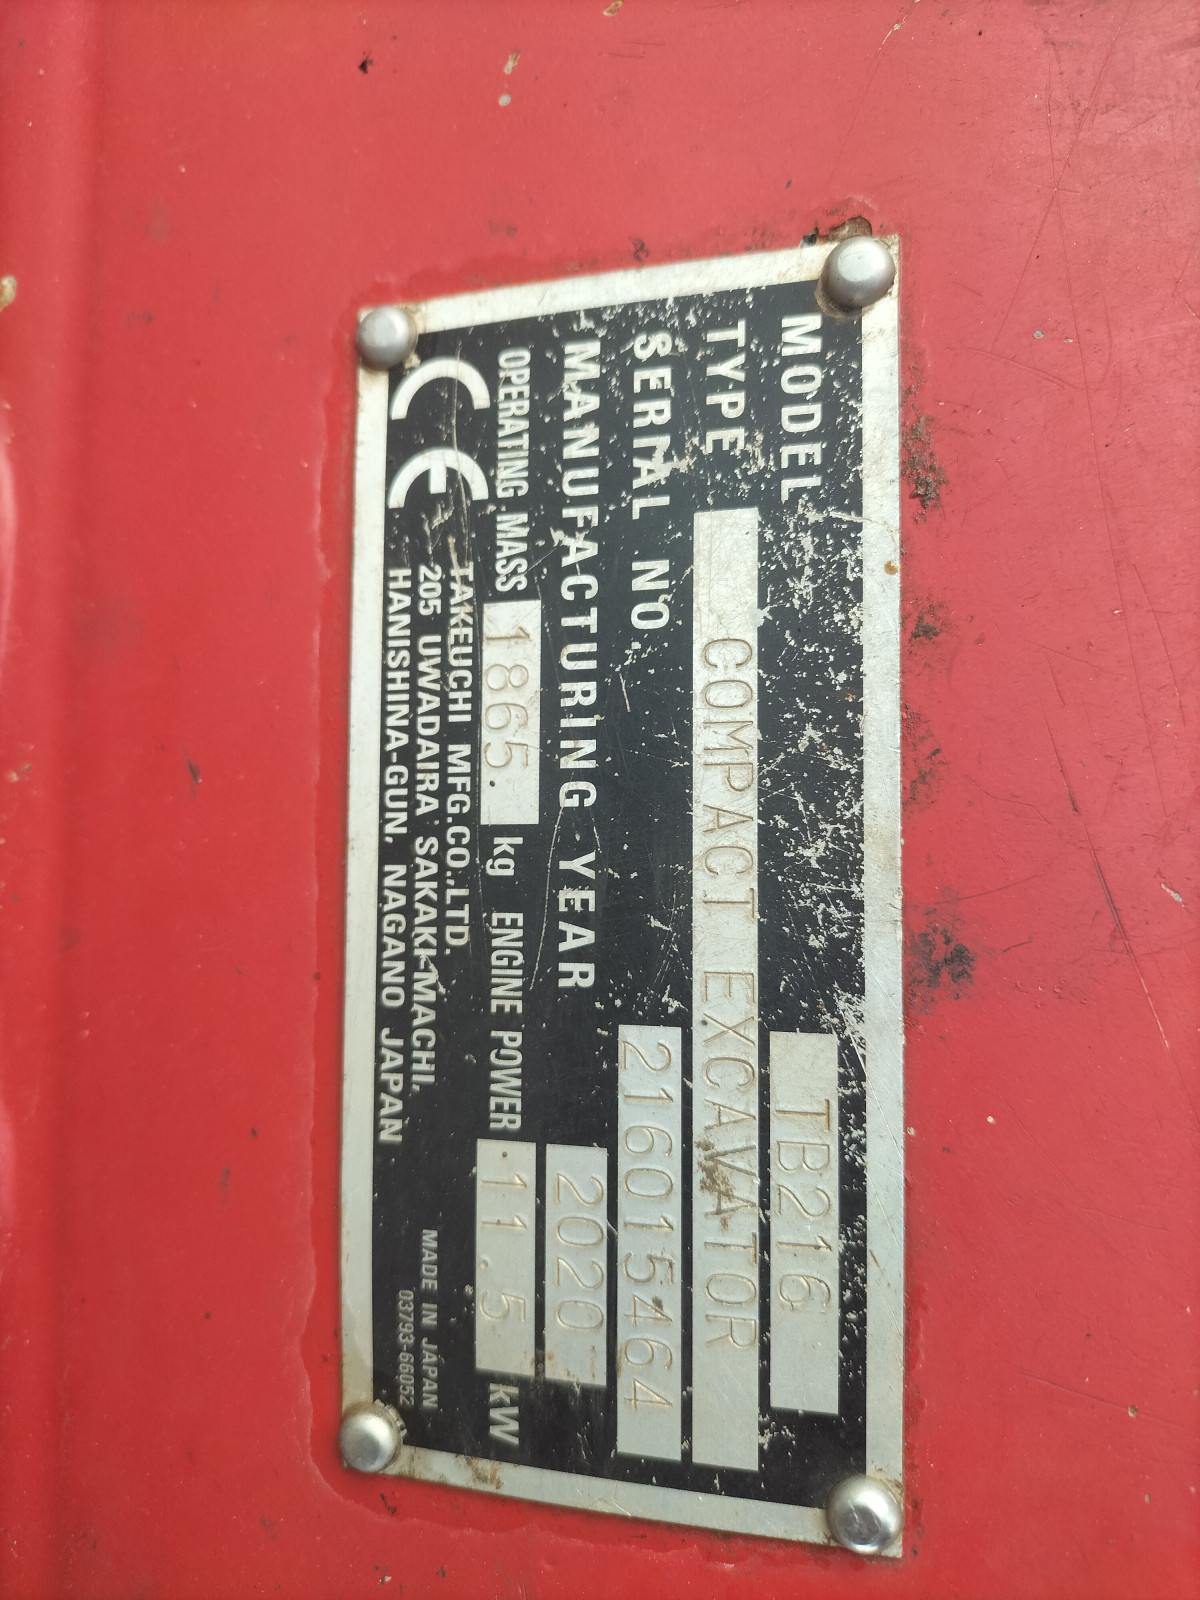 MODEL TB216
TYPE COMPACT EXCAVATOR
SERIAL NO 216015464
MANUFACTURING YEAR 2020
OPERATING MASS 1865. kg ENGINE POWER 11.5 kW
CE
TAKEUCHI MFG.CO.,LTD.
205 UWADAIRA SAKAKI-MACHI,
HANISHINA-GUN, NAGANO JAPAN
MADE IN JAPAN
03793-66052